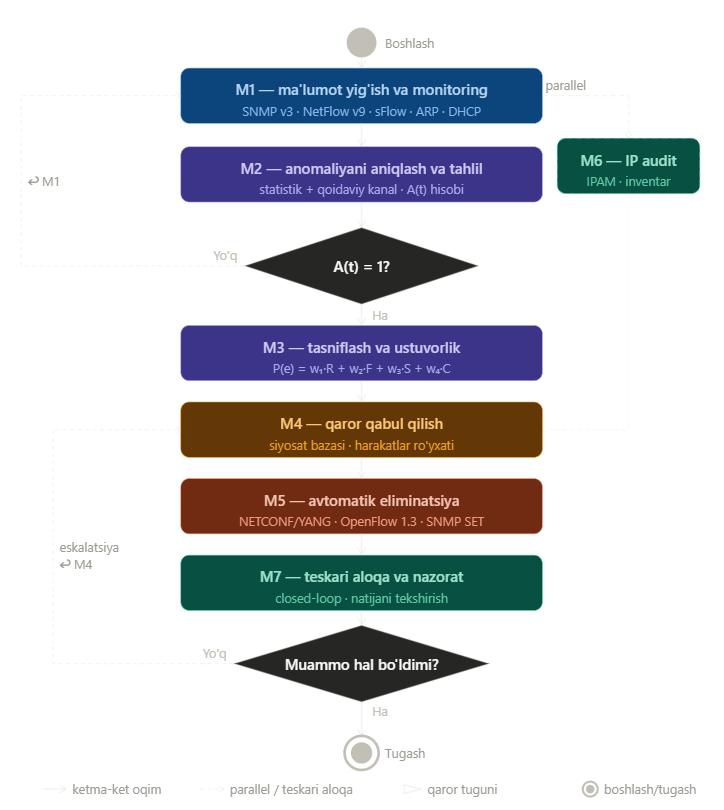 Boshlash
M1 — ma'lumot yig'ish va monitoring
SNMP v3 · NetFlow v9 · sFlow · ARP · DHCP
parallel
M2 — anomaliyani aniqlash va tahlil
statistik + qoidaviy kanal · A(t) hisobi
M6 — IP audit
IPAM · inventar
↩ M1
Yo'q
A(t) = 1?
Ha
M3 — tasniflash va ustuvorlik
P(e) = w₁·R + w₂·F + w₃·S + w₄·C
M4 — qaror qabul qilish
siyosat bazasi · harakatlar ro'yxati
M5 — avtomatik eliminatsiya
NETCONF/YANG · OpenFlow 1.3 · SNMP SET
eskalatsiya
↩ M4
M7 — teskari aloqa va nazorat
closed-loop · natijani tekshirish
Yo'q
Muammo hal bo'ldimi?
Ha
Tugash
ketma-ket oqim
parallel / teskari aloqa
qaror tuguni
boshlash/tugash